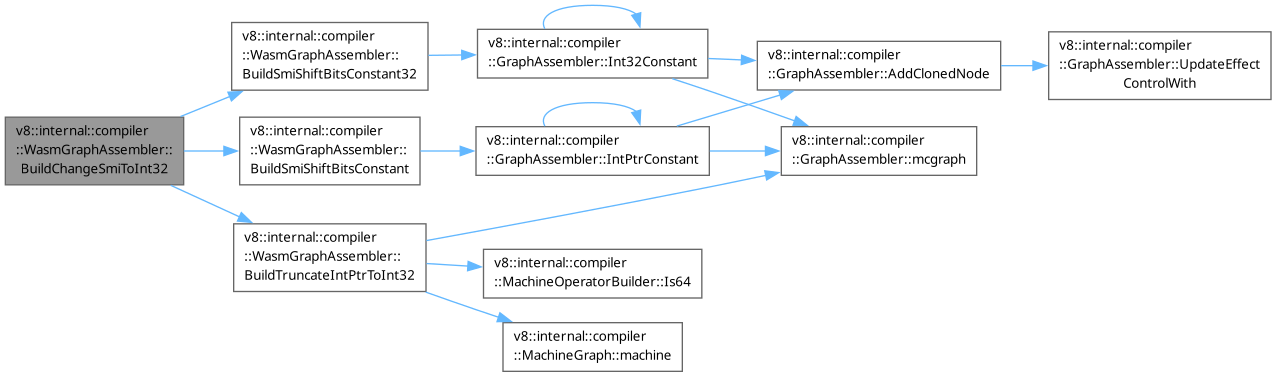 v8::internal::compiler
::WasmGraphAssembler::
BuildChangeSmiToInt32
v8::internal::compiler
::WasmGraphAssembler::
BuildSmiShiftBitsConstant32
v8::internal::compiler
::WasmGraphAssembler::
BuildSmiShiftBitsConstant
v8::internal::compiler
::WasmGraphAssembler::
BuildTruncateIntPtrToInt32
v8::internal::compiler
::GraphAssembler::Int32Constant
v8::internal::compiler
::GraphAssembler::IntPtrConstant
v8::internal::compiler
::MachineOperatorBuilder::Is64
v8::internal::compiler
::MachineGraph::machine
v8::internal::compiler
::GraphAssembler::AddClonedNode
v8::internal::compiler
::GraphAssembler::mcgraph
v8::internal::compiler
::GraphAssembler::UpdateEffect
ControlWith